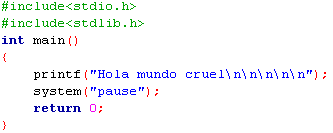 #include<stdio.h>
#include<stdlib.h>
int main()
{
printf("Hola mundo cruel\n\n\n\n\n");
system("pause");
return 0;
}